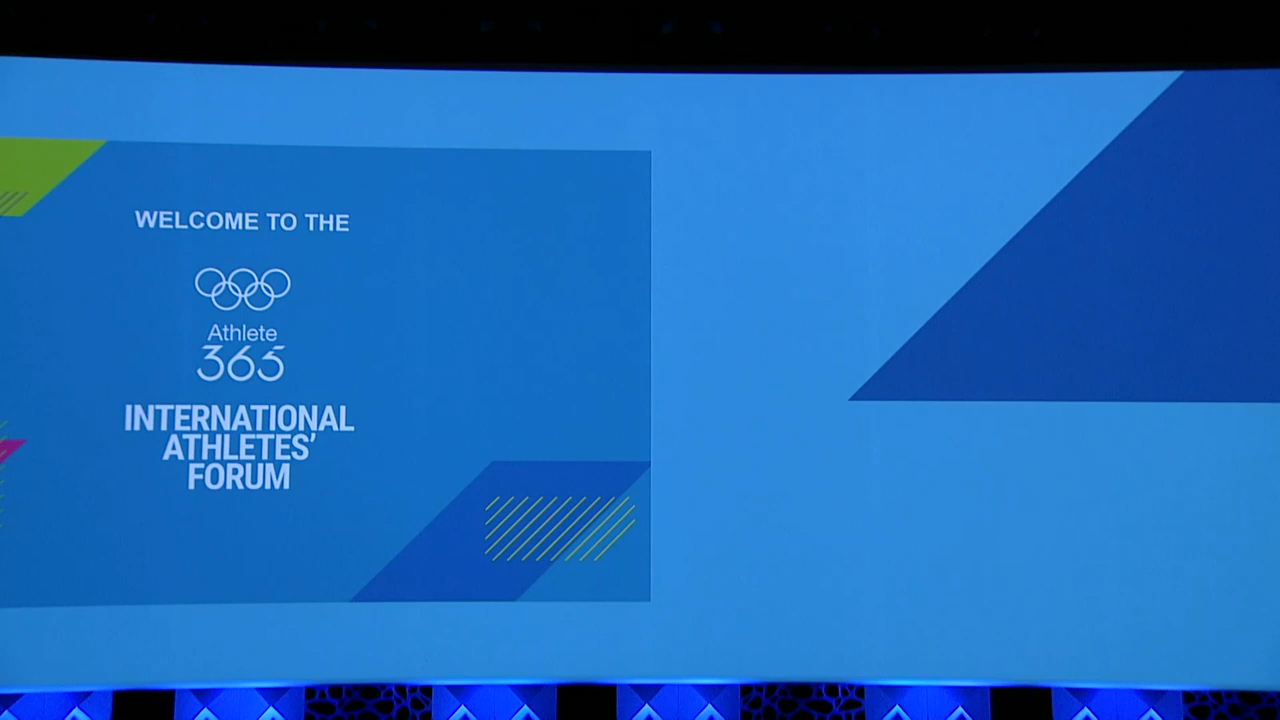 WELCOME TO THE
Athlete
365
INTERNATIONAL
ATHLETES'
FORUM